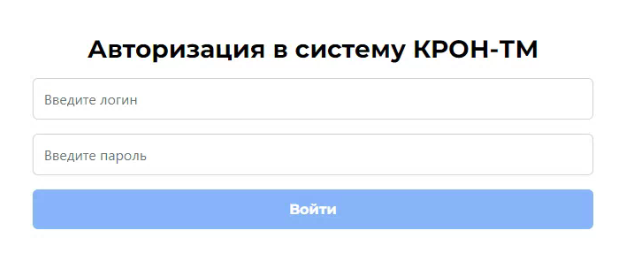 Авторизация в систему КРОН-ТМ
Введите логин
Введите пароль
Войти